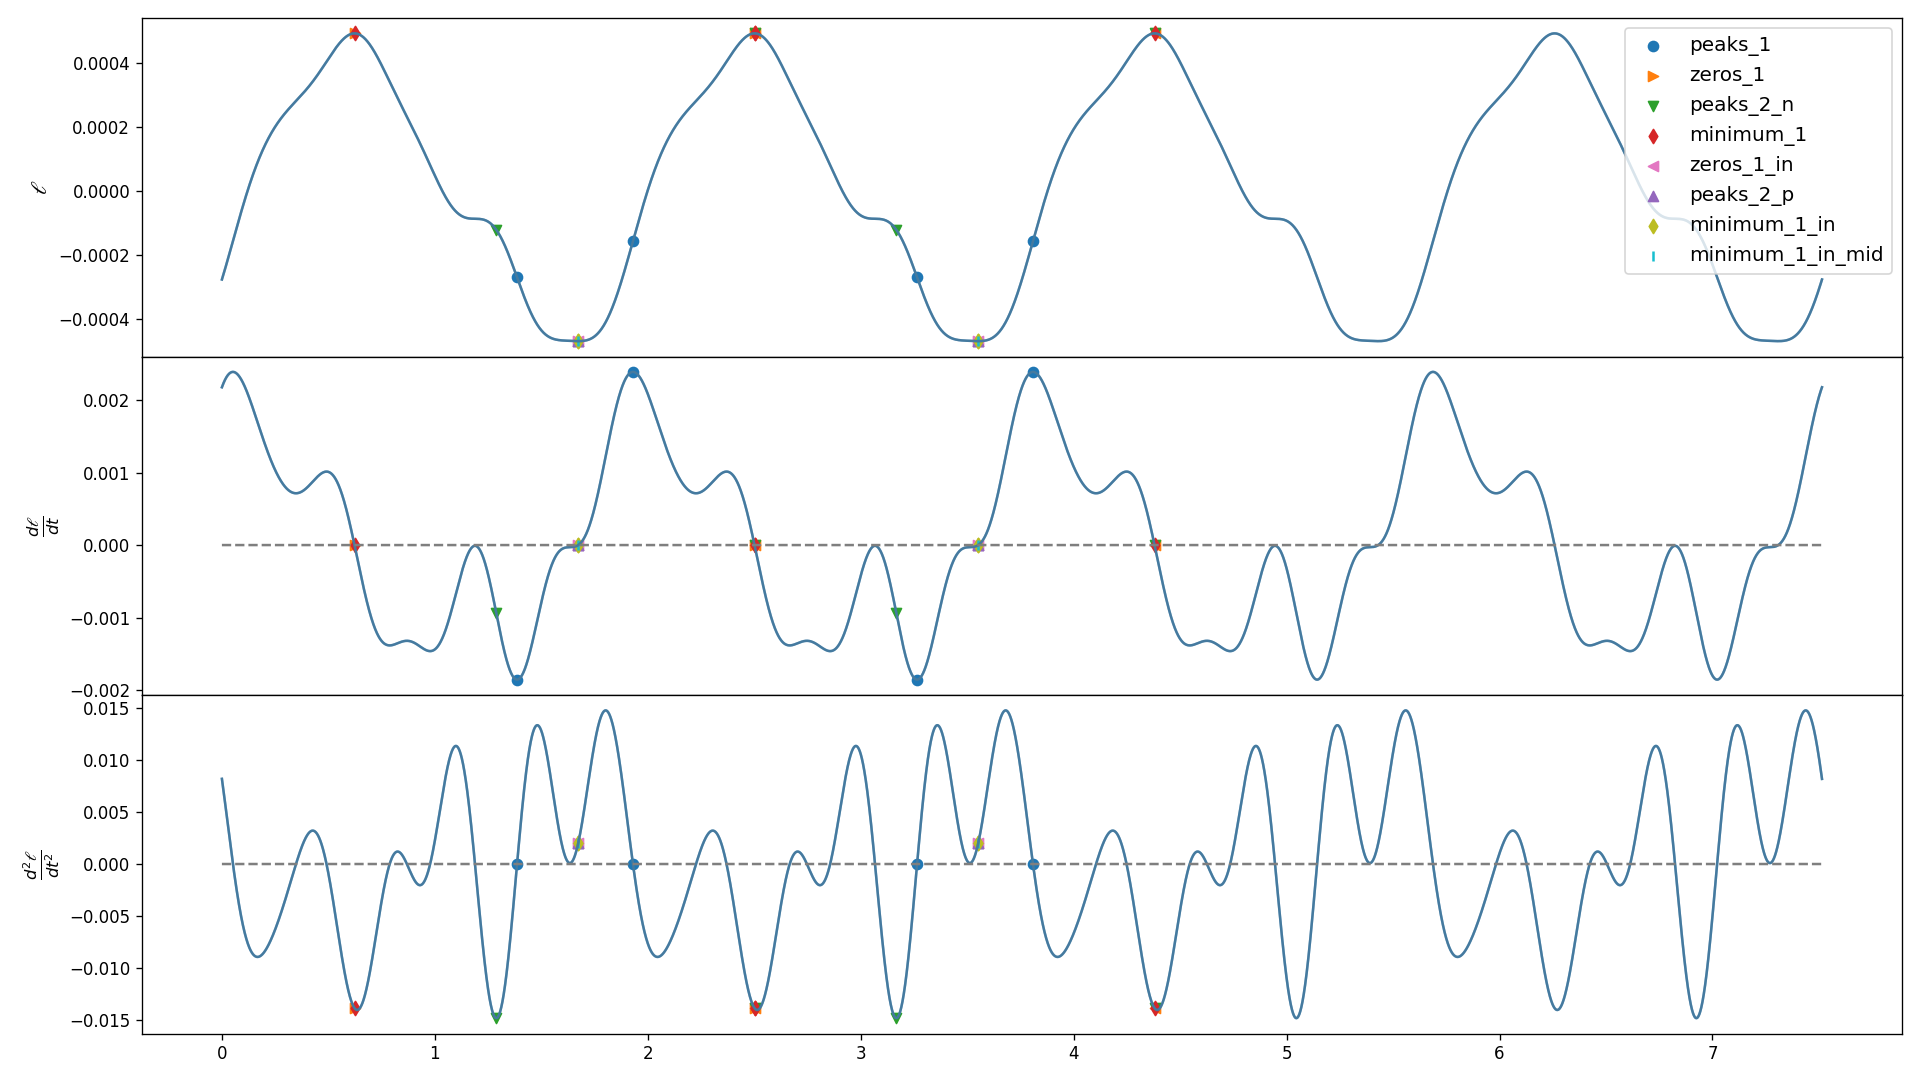 0.0004
0.0002
0.0000
−0.0002
−0.0004
ℓ
peaks_1
zeros_1
peaks_2_n
minimum_1
zeros_1_in
peaks_2_p
minimum_1_in
minimum_1_in_mid
0.002
0.001
0.000
−0.001
−0.002
dℓ
dt
0.015
0.010
0.005
0.000
−0.005
−0.010
−0.015
d²ℓ
dt²
0 1 2 3 4 5 6 7